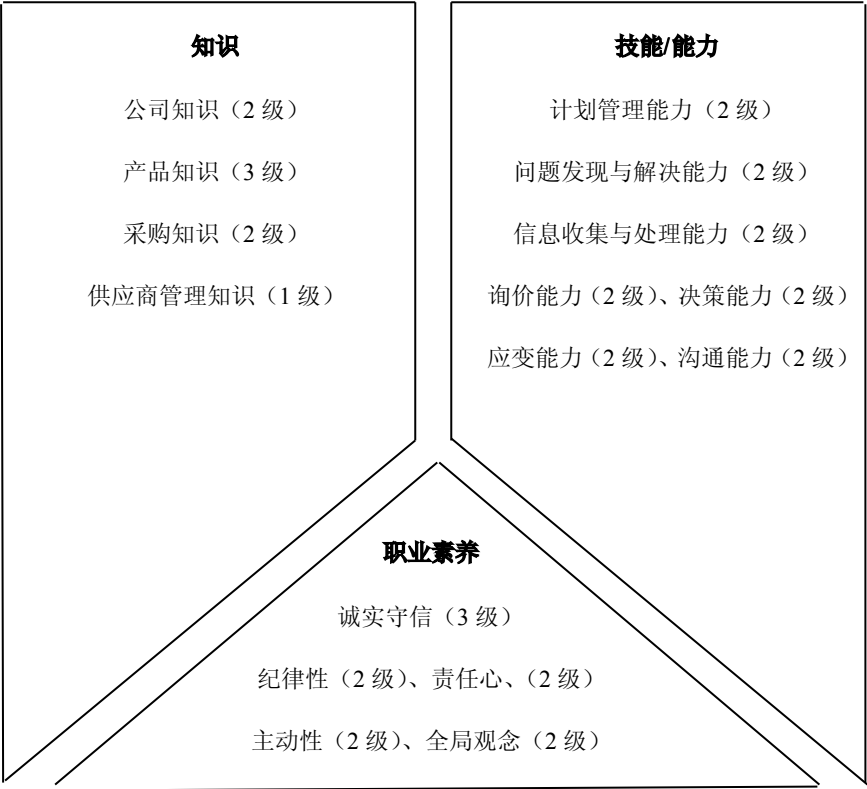 知识
公司知识（2 级）
产品知识（3 级）
采购知识（2 级）
供应商管理知识（1 级）
技能/能力
计划管理能力（2 级）
问题发现与解决能力（2 级）
信息收集与处理能力（2 级）
询价能力（2 级）、决策能力（2 级）
应变能力（2 级）、沟通能力（2 级）
职业素养
诚实守信（3 级）
纪律性（2 级）、责任心、（2 级）
主动性（2 级）、全局观念（2 级）